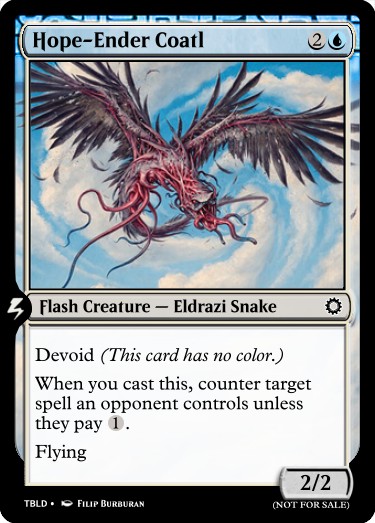 Hope-Ender Coatl 2
Flash Creature — Eldrazi Snake
Devoid (This card has no color.)
When you cast this, counter target
spell an opponent controls unless
they pay 1.
Flying
2/2
TBLD • Filip Burburan
(NOT FOR SALE)